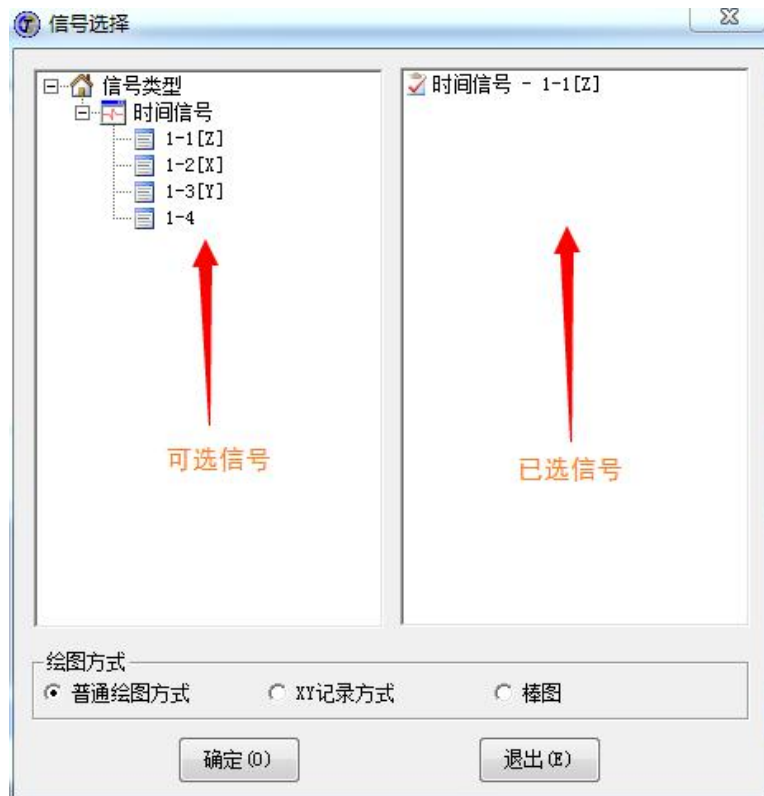 信号选择
信号类型
时间信号
1-1[Z]
1-2[X]
1-3[Y]
1-4
可选信号
时间信号 - 1-1[Z]
已选信号
绘图方式
普通绘图方式 XY记录方式 棒图
确定(O) 退出(E)